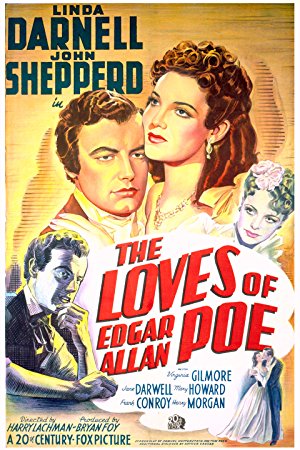 LINDA
DARNELL
JOHN
SHEPPERD
in
THE
LOVES OF
EDGAR
ALLAN POE
with
Virginia GILMORE
Jane DARWELL Mary HOWARD
Frank CONROY Henry MORGAN
Directed by Produced by
HARRY LACHMAN · BRYAN FOY
A 20th CENTURY-FOX PICTURE